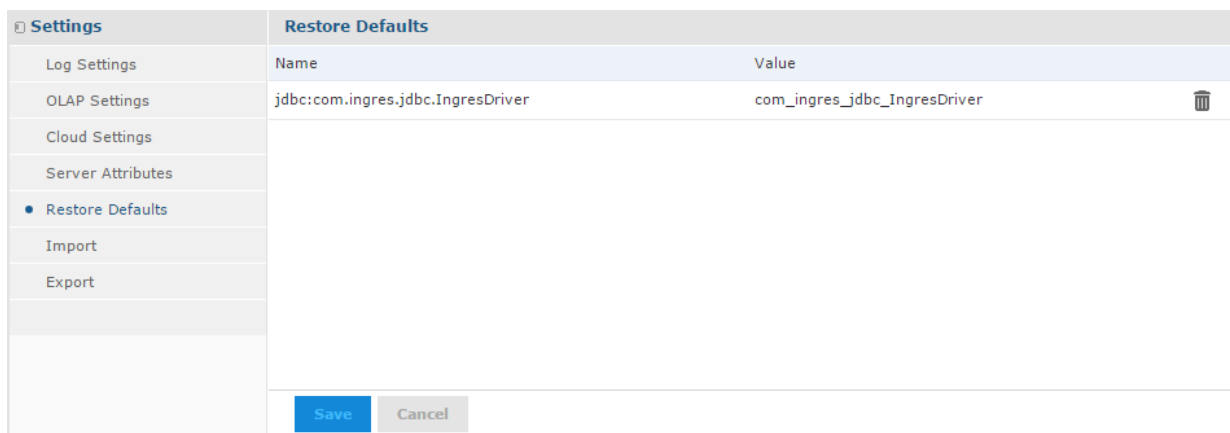 Settings
Restore Defaults
Log Settings
Name Value
OLAP Settings
jdbc:com.ingres.jdbc.IngresDriver com_ingres_jdbc_IngresDriver
Cloud Settings
Server Attributes
Restore Defaults
Import
Export
Save Cancel